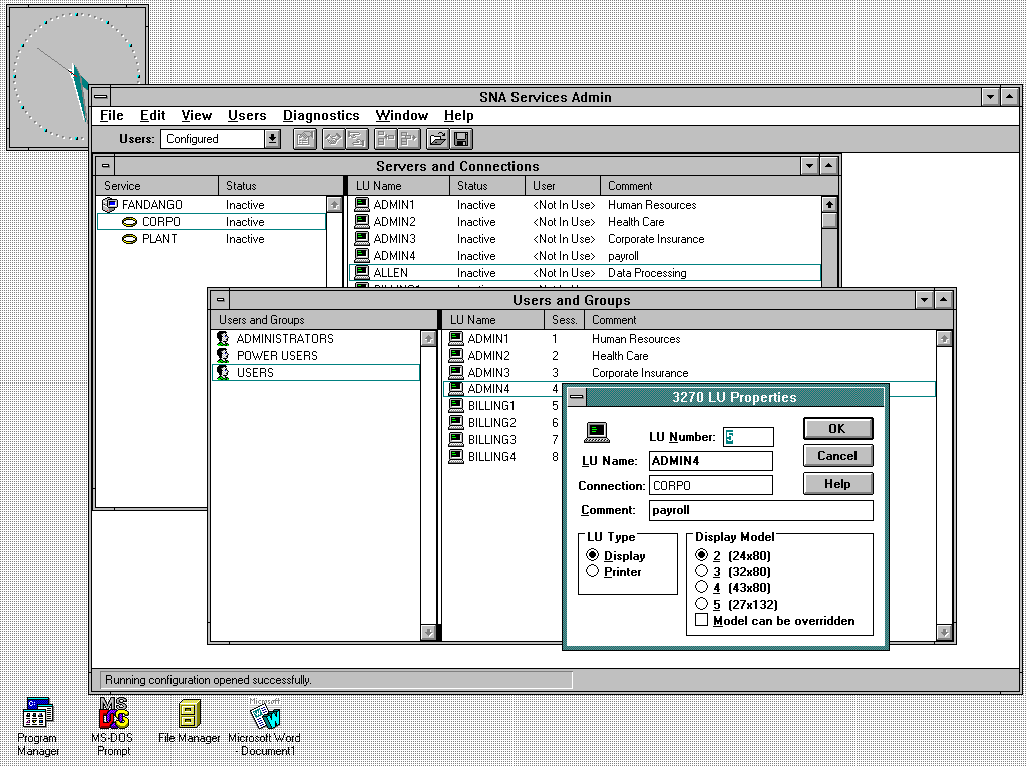 SNA Services Admin
File Edit View Users Diagnostics Window Help
Users: Configured
Servers and Connections
Service Status LU Name Status User Comment
FANDANGO Inactive ADMIN1 Inactive <Not In Use> Human Resources
CORPO Inactive ADMIN2 Inactive <Not In Use> Health Care
PLANT Inactive ADMIN3 Inactive <Not In Use> Corporate Insurance
ADMIN4 Inactive <Not In Use> payroll
ALLEN Inactive <Not In Use> Data Processing
Users and Groups
Users and Groups LU Name Sess. Comment
ADMINISTRATORS ADMIN1 1 Human Resources
POWER USERS ADMIN2 2 Health Care
USERS ADMIN3 3 Corporate Insurance
ADMIN4 4
BILLING1 5
BILLING2 6
BILLING3 7
BILLING4 8
3270 LU Properties
LU Number: 5 OK
LU Name: ADMIN4 Cancel
Connection: CORPO Help
Comment: payroll
LU Type Display Model
Display 2 (24x80)
Printer 3 (32x80)
4 (43x80)
5 (27x132)
Model can be overridden
Running configuration opened successfully.
MS
DOS
Microsoft
W
Program
Manager
MS-DOS
Prompt
File Manager
Microsoft Word
- Document1